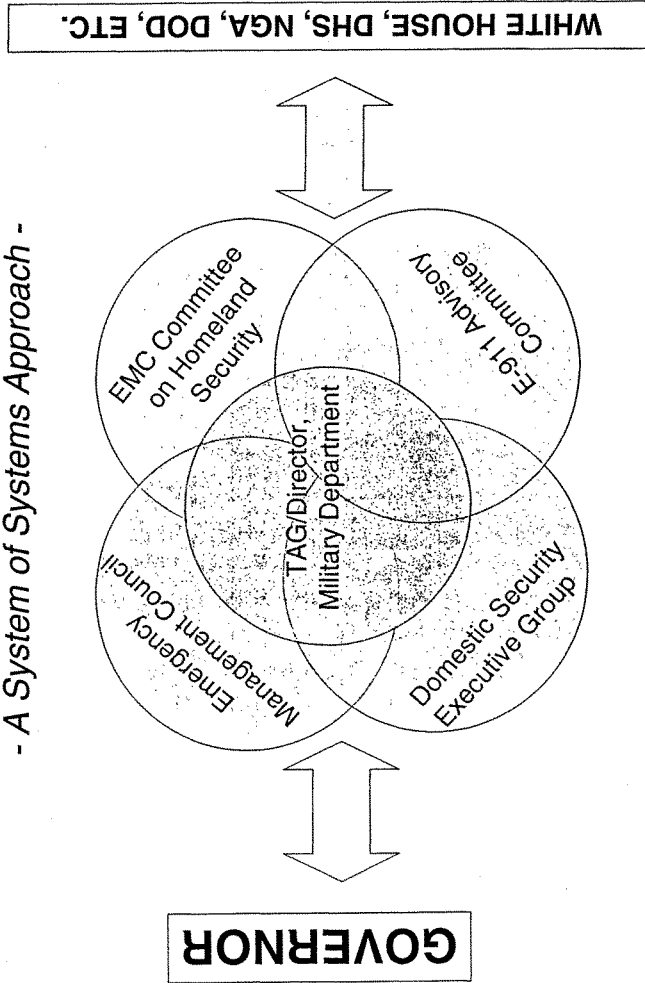 - A System of Systems Approach -
GOVERNOR
Emergency
Management Council
EMC Committee
on Homeland
Security
TAG/Director,
Military Department
Domestic Security
Executive Group
E-911 Advisory
Committee
WHITE HOUSE, DHS, NGA, DOD, ETC.